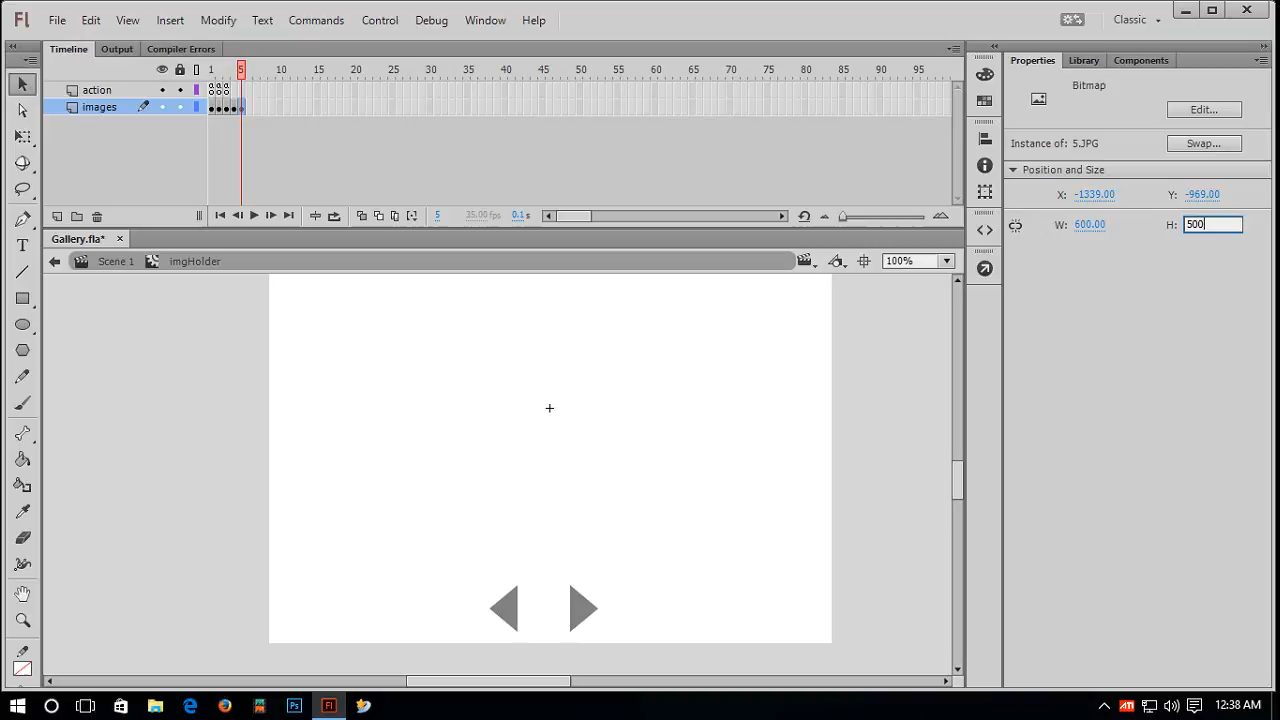 Fl File Edit View Insert Modify Text Commands Control Debug Window Help Classic
Timeline Output Compiler Errors
1 5 10 15 20 25 30 35 40 45 50 55 60 65 70 75 80 85 90 95
action
images
5 35.00 fps 0.1 s
Gallery.fla*
Scene 1 imgHolder 100%
Properties Library Components
Bitmap
Edit...
Instance of: 5.JPG Swap...
Position and Size
X: -1339.00 Y: -969.00
W: 600.00 H: 500
Ps Fl ATI 12:38 AM